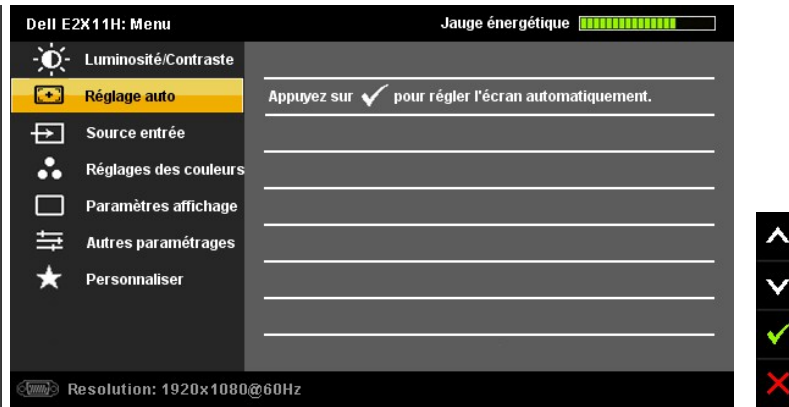 Dell E2X11H: Menu
Jauge énergétique
Luminosité/Contraste
Réglage auto
Appuyez sur pour régler l'écran automatiquement.
Source entrée
Réglages des couleurs
Paramètres affichage
Autres paramétrages
Personnaliser
Resolution: 1920x1080@60Hz